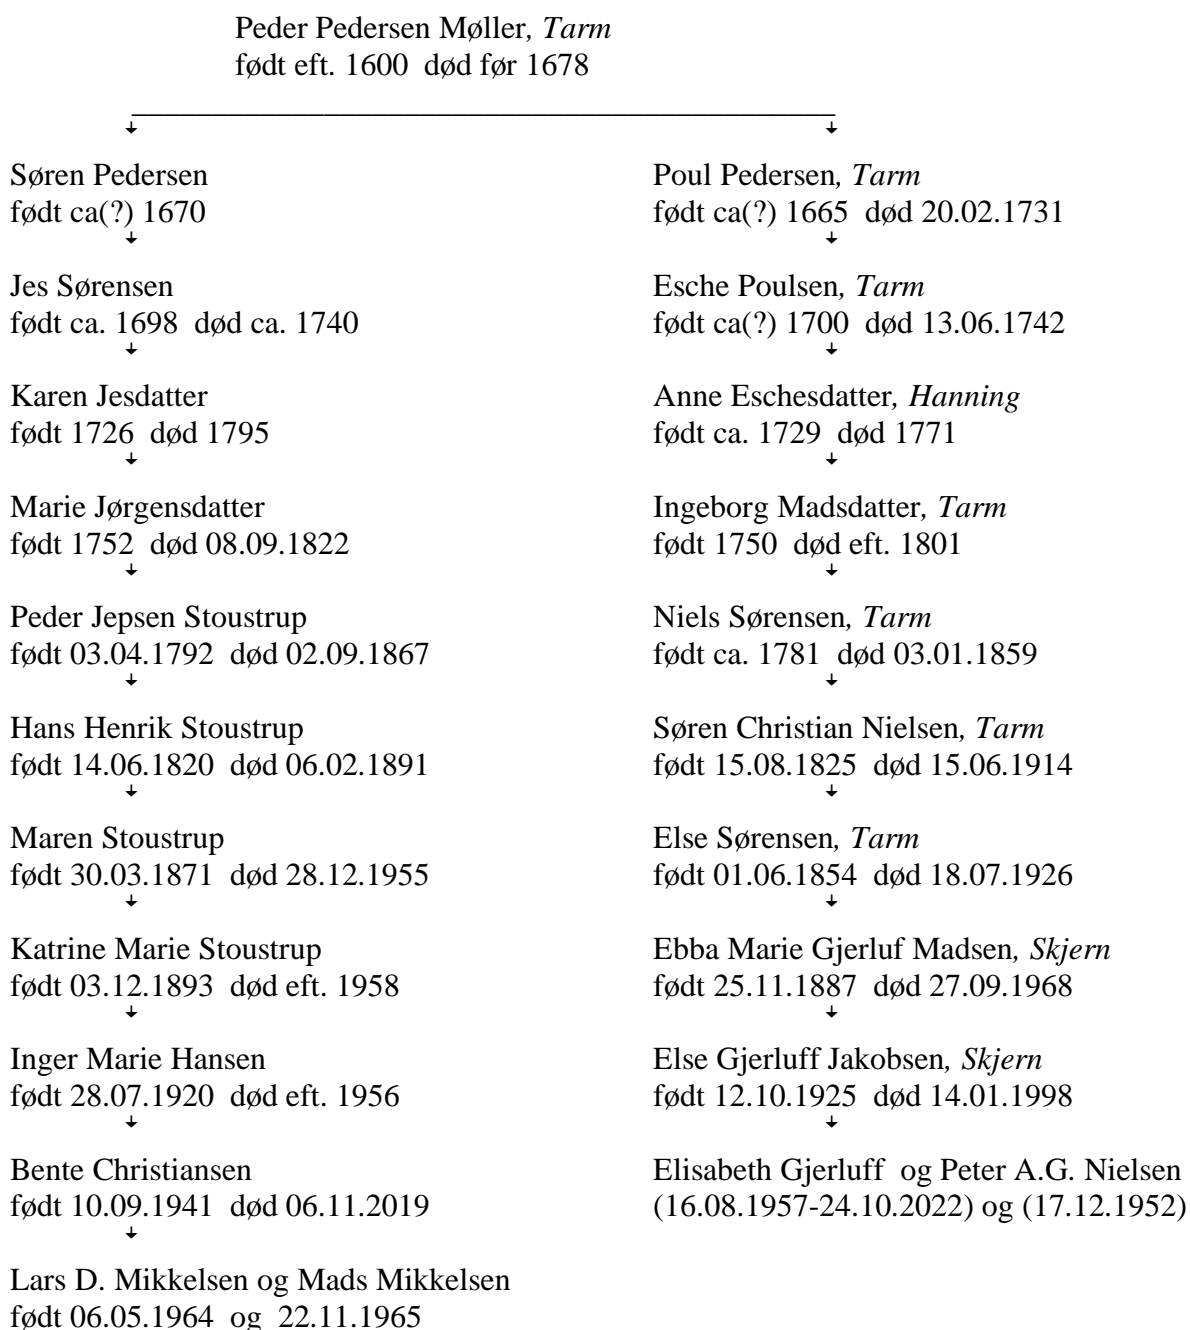 Peder Pedersen Møller, Tarm
født eft. 1600 død før 1678
Søren Pedersen
født ca(?) 1670
Jes Sørensen
født ca. 1698 død ca. 1740
Karen Jesdatter
født 1726 død 1795
Marie Jørgensdatter
født 1752 død 08.09.1822
Peder Jepsen Stoustrup
født 03.04.1792 død 02.09.1867
Hans Henrik Stoustrup
født 14.06.1820 død 06.02.1891
Maren Stoustrup
født 30.03.1871 død 28.12.1955
Katrine Marie Stoustrup
født 03.12.1893 død eft. 1958
Inger Marie Hansen
født 28.07.1920 død eft. 1956
Bente Christiansen
født 10.09.1941 død 06.11.2019
Lars D. Mikkelsen og Mads Mikkelsen
født 06.05.1964 og 22.11.1965
Poul Pedersen, Tarm
født ca(?) 1665 død 20.02.1731
Esche Poulsen, Tarm
født ca(?) 1700 død 13.06.1742
Anne Eschesdatter, Hanning
født ca. 1729 død 1771
Ingeborg Madsdatter, Tarm
født 1750 død eft. 1801
Niels Sørensen, Tarm
født ca. 1781 død 03.01.1859
Søren Christian Nielsen, Tarm
født 15.08.1825 død 15.06.1914
Else Sørensen, Tarm
født 01.06.1854 død 18.07.1926
Ebba Marie Gjerluf Madsen, Skjern
født 25.11.1887 død 27.09.1968
Else Gjerluff Jakobsen, Skjern
født 12.10.1925 død 14.01.1998
Elisabeth Gjerluff og Peter A.G. Nielsen
(16.08.1957-24.10.2022) og (17.12.1952)